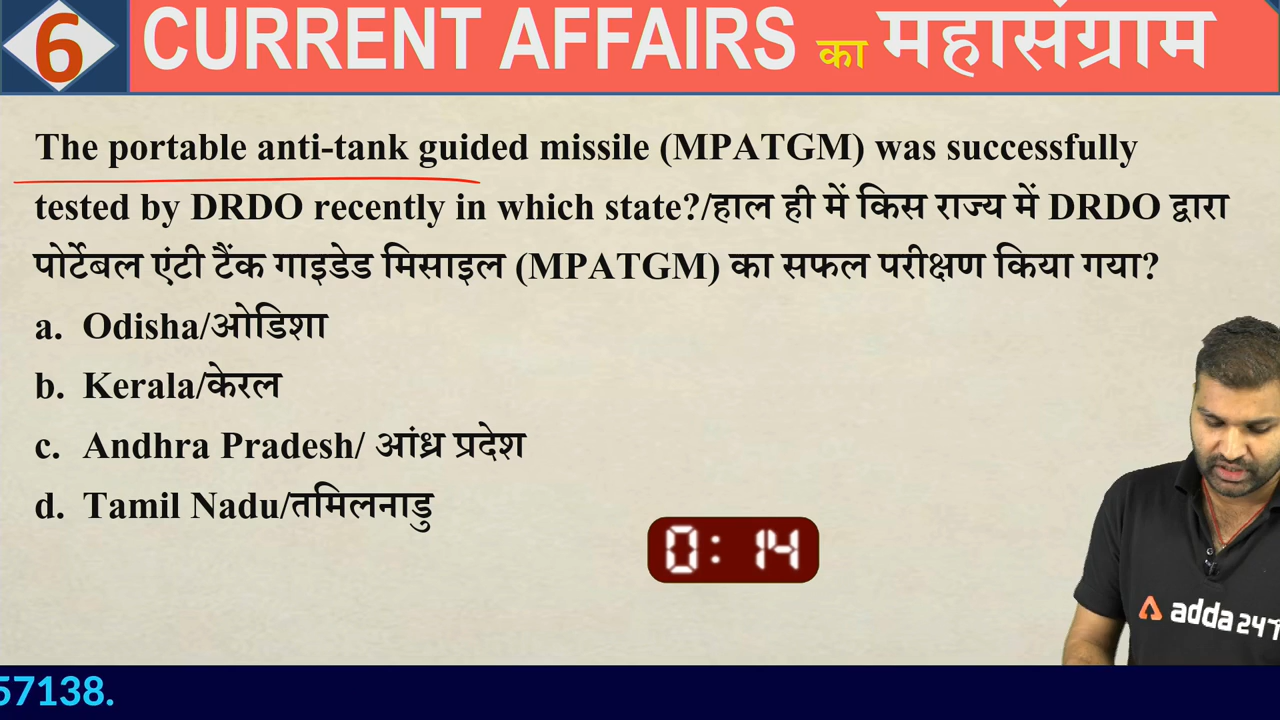 6
CURRENT AFFAIRS का महासंग्राम
The portable anti-tank guided missile (MPATGM) was successfully
tested by DRDO recently in which state?/हाल ही में किस राज्य में DRDO द्वारा
पोर्टेबल एंटी टैंक गाइडेड मिसाइल (MPATGM) का सफल परीक्षण किया गया?
a. Odisha/ओडिशा
b. Kerala/केरल
c. Andhra Pradesh/ आंध्र प्रदेश
d. Tamil Nadu/तमिलनाडु
0: 14
adda247
57138.